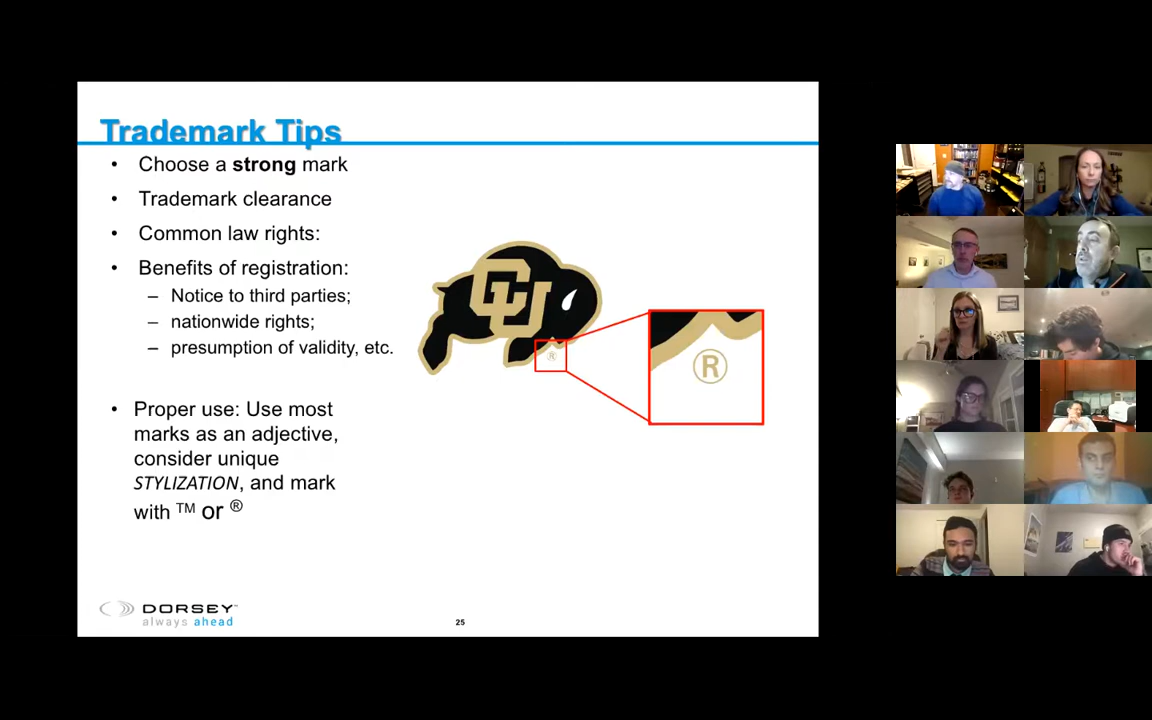 Trademark Tips
• Choose a strong mark
• Trademark clearance
• Common law rights:
• Benefits of registration:
– Notice to third parties;
– nationwide rights;
– presumption of validity, etc.
• Proper use: Use most
marks as an adjective,
consider unique
STYLIZATION, and mark
with ™ or ®
CU
®
®
DORSEY™
always ahead
25